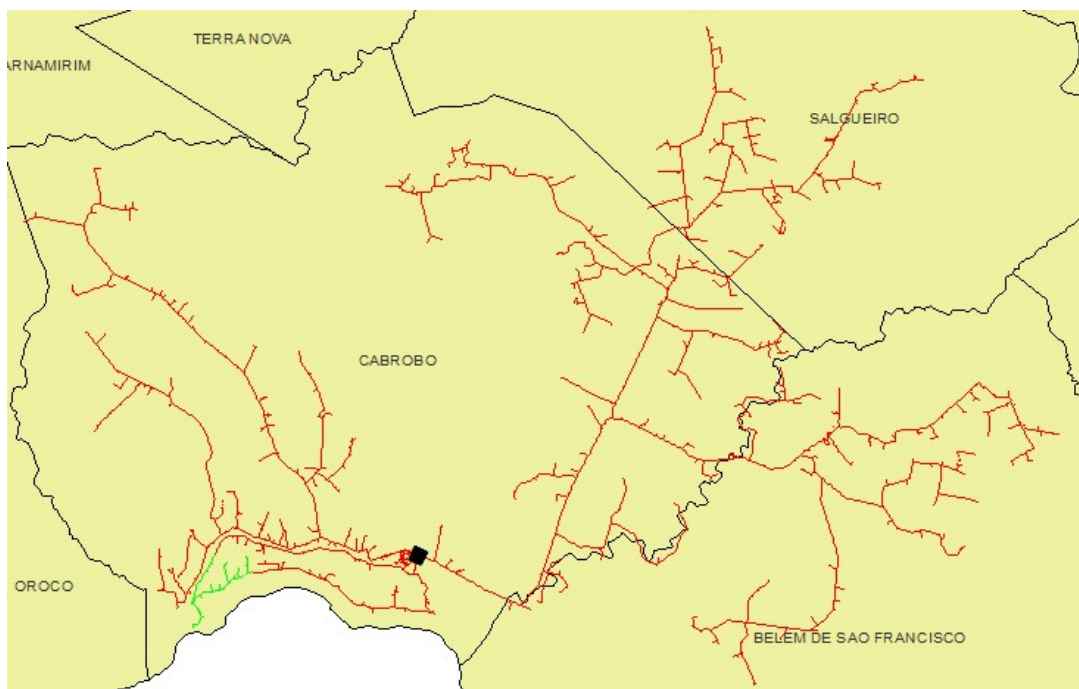 TERRA NOVA
ARNAMIRIM
SALGUEIRO
CABROBO
OROCO
BELEM DE SAO FRANCISCO